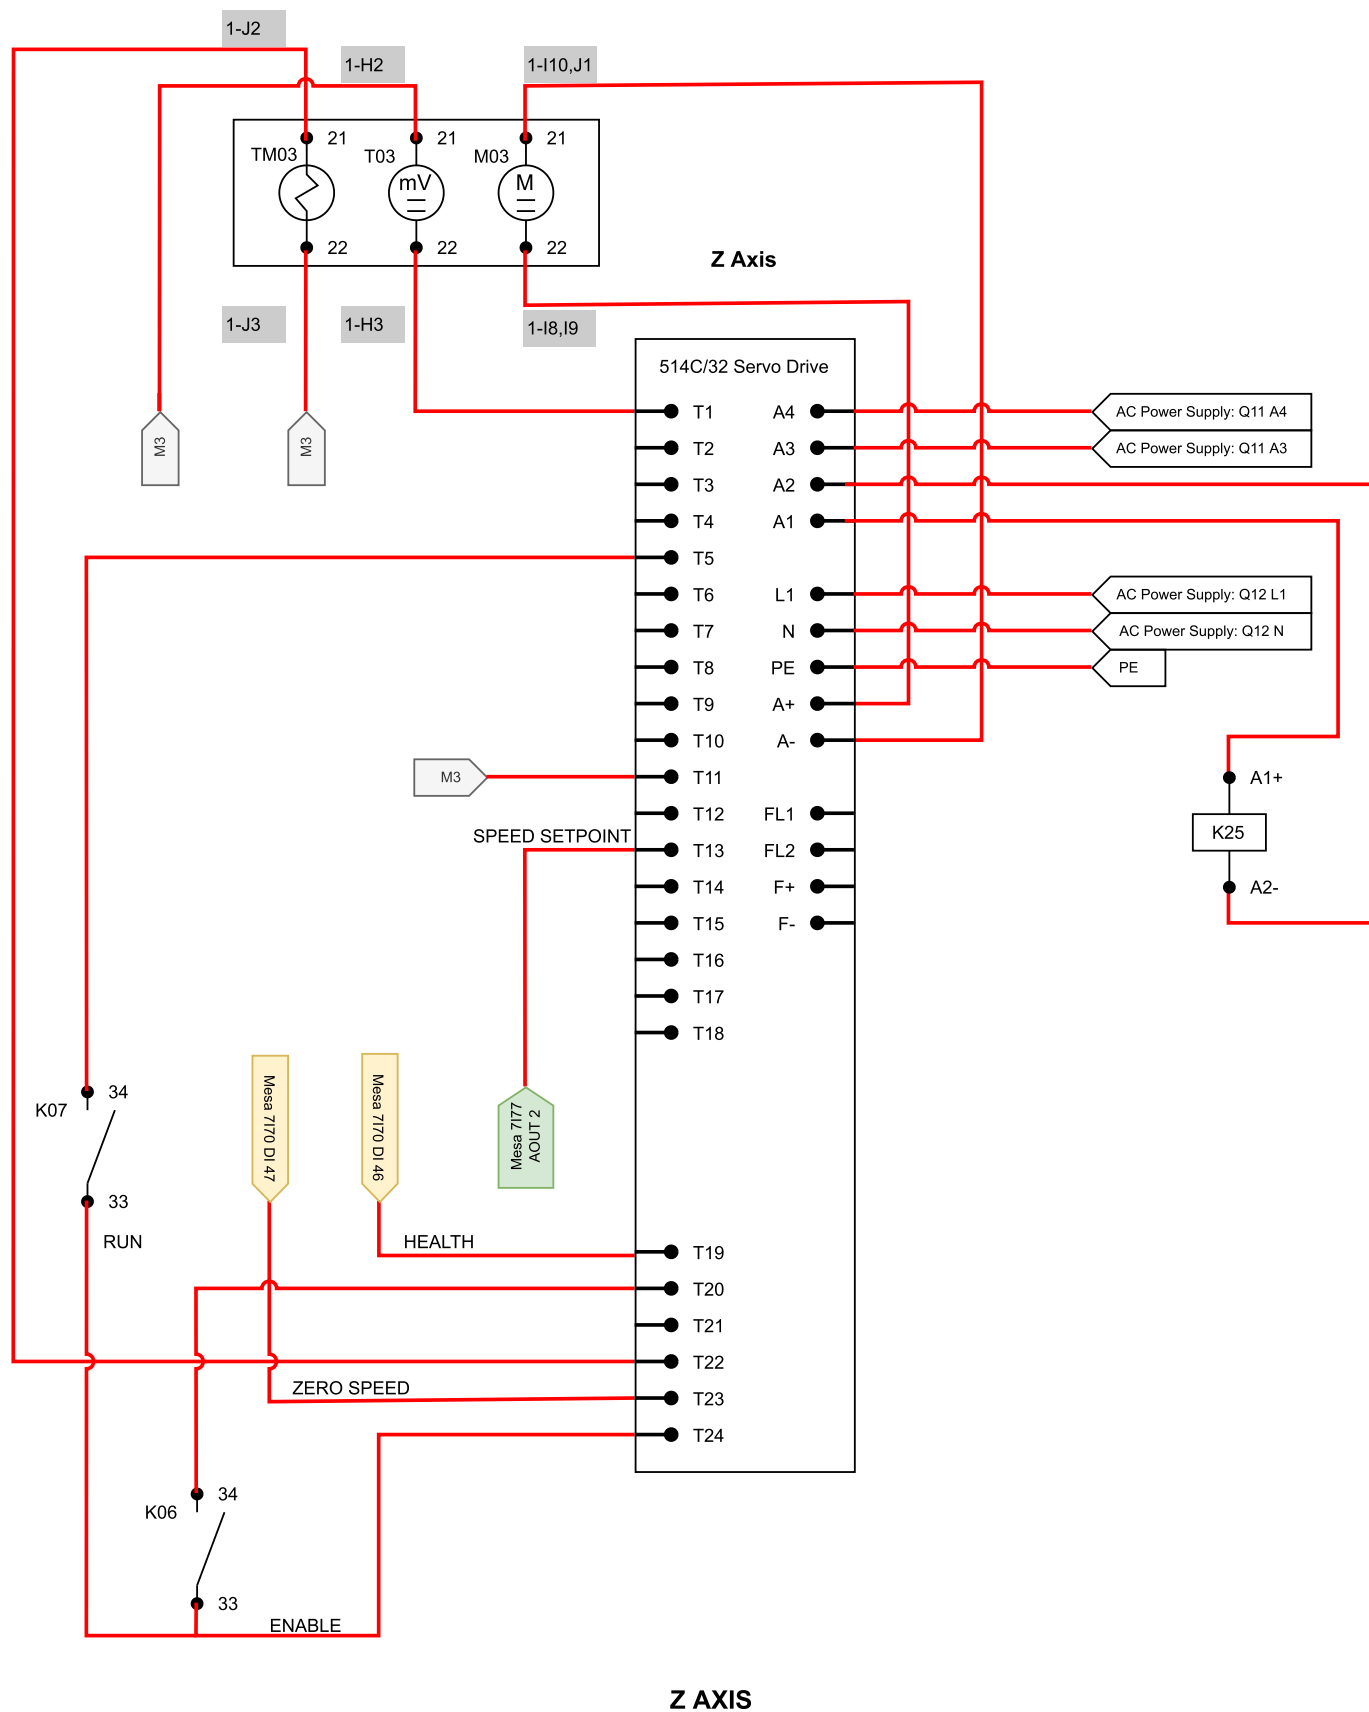 1-J2
1-H2
1-I10,J1
21
21
21
TM03
T03
M03
mV
M
22
22
22
Z Axis
1-J3
1-H3
1-I8,I9
514C/32 Servo Drive
T1
A4
AC Power Supply: Q11 A4
M3
M3
T2
A3
AC Power Supply: Q11 A3
T3
A2
T4
A1
T5
T6
L1
AC Power Supply: Q12 L1
T7
N
AC Power Supply: Q12 N
T8
PE
PE
T9
A+
T10
A-
M3
T11
A1+
T12
FL1
K25
SPEED SETPOINT
T13
FL2
T14
F+
A2-
T15
F-
T16
T17
T18
34
K07
33
RUN
Mesa 7I70 DI 47
Mesa 7I70 DI 46
Mesa 7I77
AOUT 2
HEALTH
T19
T20
T21
T22
ZERO SPEED
T23
T24
34
K06
33
ENABLE
Z AXIS